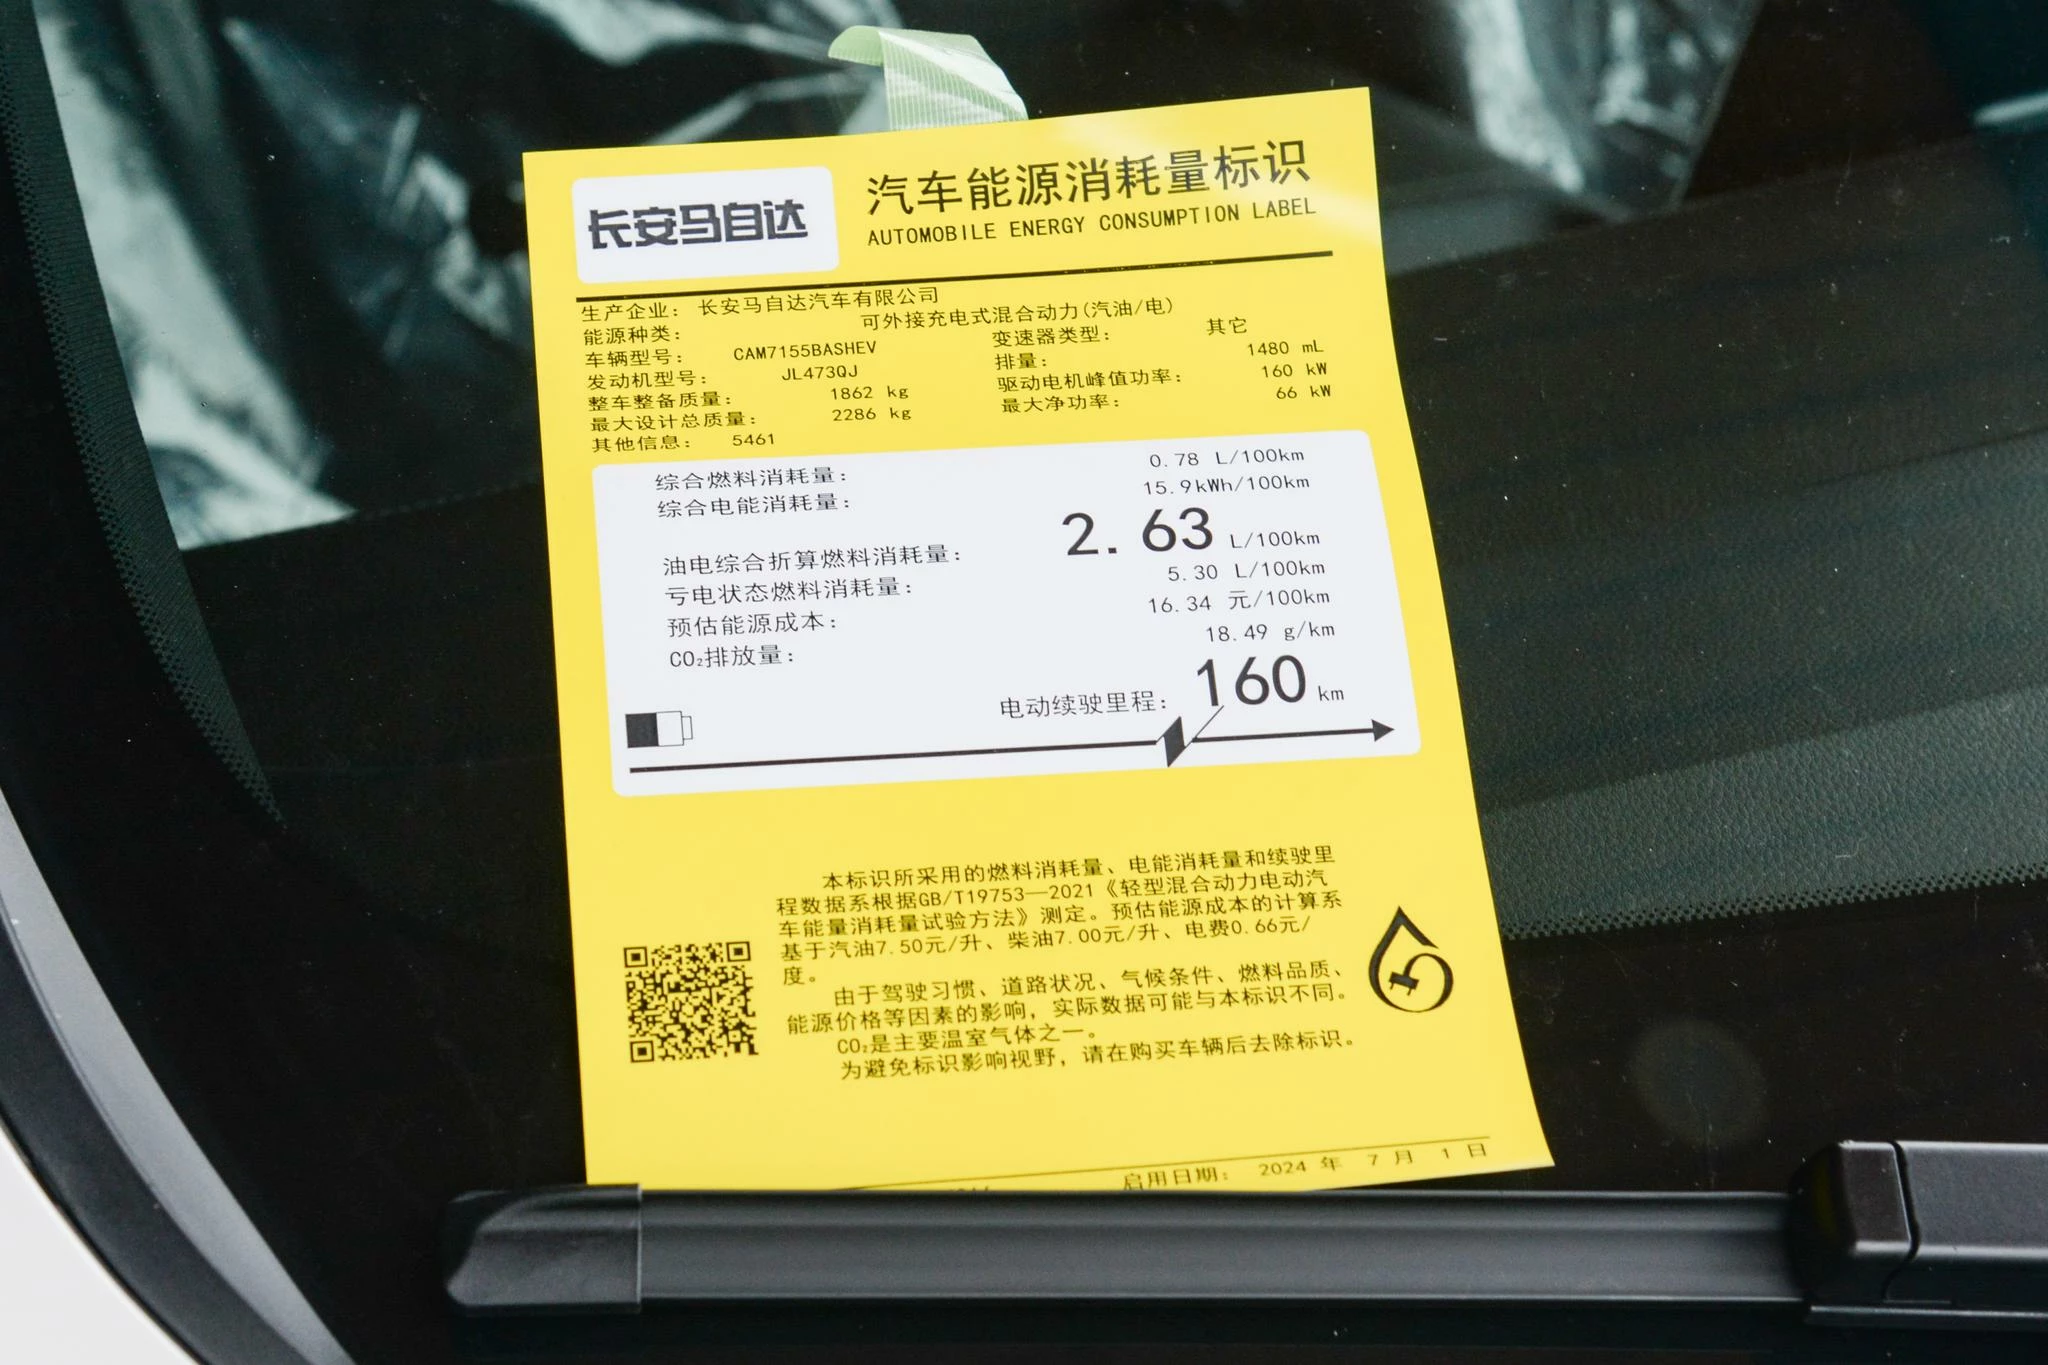 长安马自达
汽车能源消耗量标识
AUTOMOBILE ENERGY CONSUMPTION LABEL
生产企业： 长安马自达汽车有限公司
能源种类： 可外接充电式混合动力(汽油/电)
车辆型号： CAM7155BASHEV 变速器类型： 其它
发动机型号： JL473QJ 排量： 1480 mL
整车整备质量： 1862 kg 驱动电机峰值功率： 160 kW
最大设计总质量： 2286 kg 最大净功率： 66 kW
其他信息： 5461
综合燃料消耗量： 0.78 L/100km
综合电能消耗量： 15.9kWh/100km
油电综合折算燃料消耗量： 2.63 L/100km
亏电状态燃料消耗量： 5.30 L/100km
预估能源成本： 16.34 元/100km
CO₂排放量： 18.49 g/km
电动续驶里程： 160 km
本标识所采用的燃料消耗量、电能消耗量和续驶里
程数据系根据GB/T19753—2021《轻型混合动力电动汽
车能量消耗量试验方法》测定。预估能源成本的计算系
基于汽油7.50元/升、柴油7.00元/升、电费0.66元/
度。
由于驾驶习惯、道路状况、气候条件、燃料品质、
能源价格等因素的影响，实际数据可能与本标识不同。
CO₂是主要温室气体之一。
为避免标识影响视野，请在购买车辆后去除标识。
启用日期： 2024 年 7 月 1 日